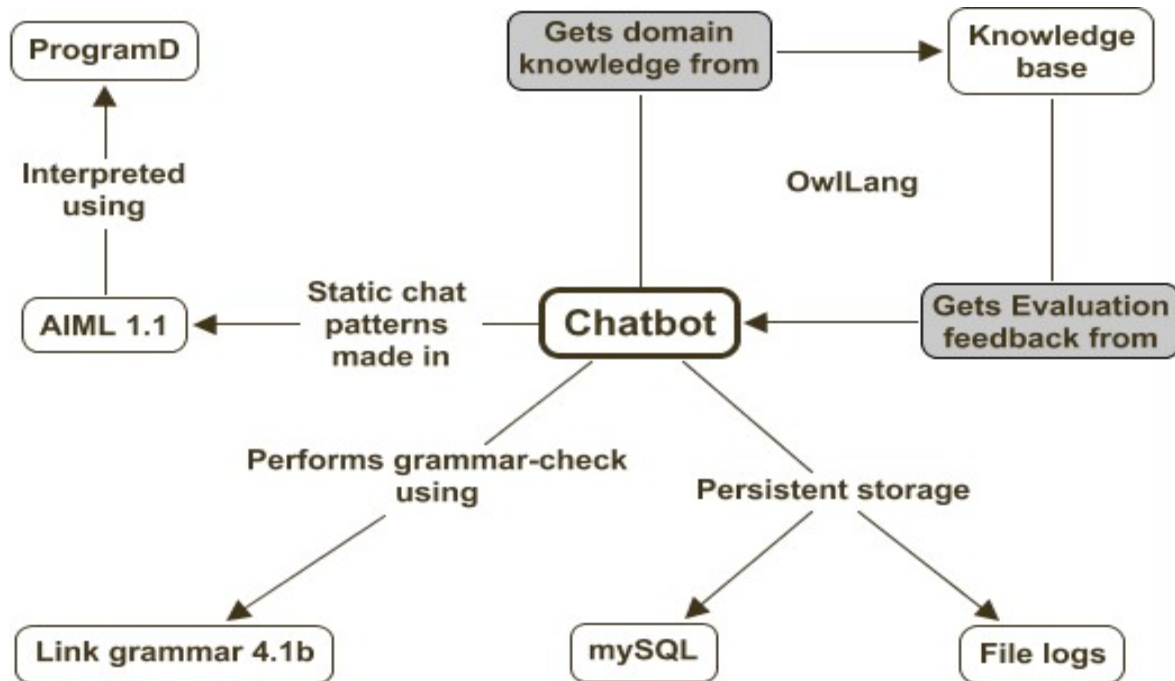 ProgramD
Gets domain
knowledge from
Knowledge
base
Interpreted
using
OwlLang
AIML 1.1
Static chat
patterns
made in
Chatbot
Gets Evaluation
feedback from
Performs grammar-check
using
Persistent storage
Link grammar 4.1b
mySQL
File logs